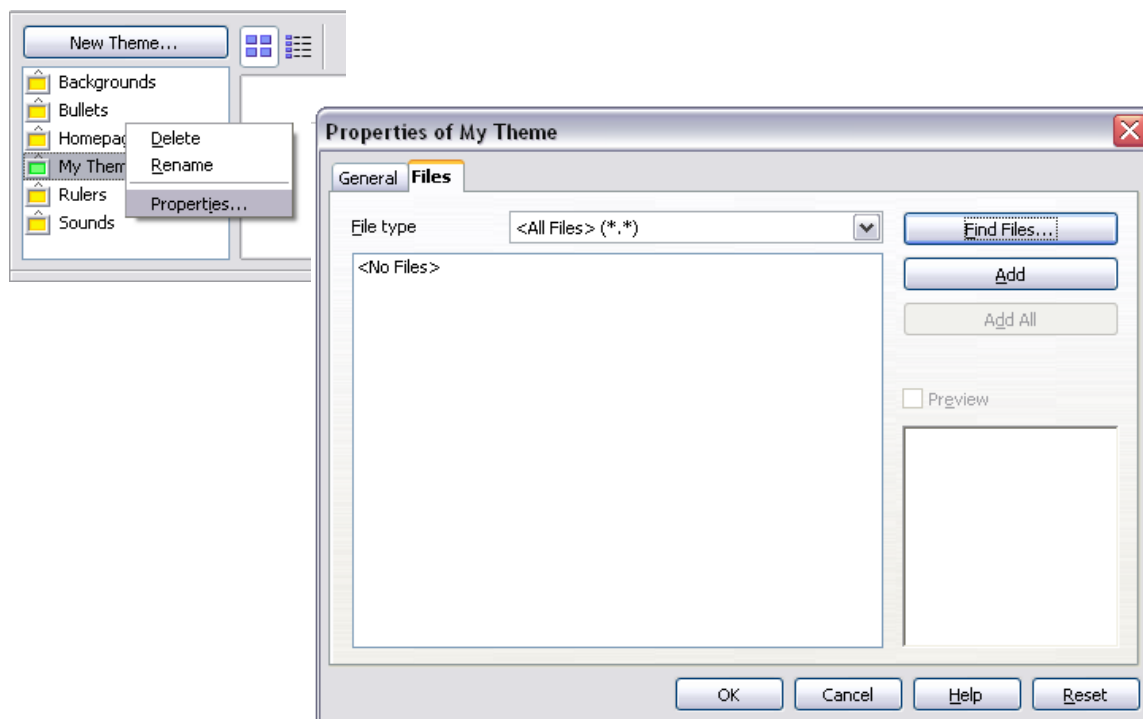 New Theme...
Backgrounds
Bullets
Homepag
My Them
Rulers
Sounds
Delete
Rename
Properties...
Properties of My Theme
General Files
File type <All Files> (*.*) Find Files...
<No Files>
Add
Add All
Preview
OK Cancel Help Reset